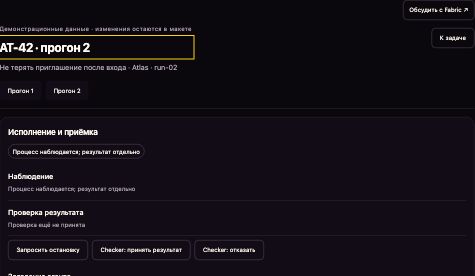 Обсудить с Fabric ↗
Демонстрационные данные · изменения остаются в макете
AT-42 · прогон 2
К задаче
Не терять приглашение после входа · Atlas · run-02
Прогон 1
Прогон 2
Исполнение и приёмка
Процесс наблюдается; результат отдельно
Наблюдение
Процесс наблюдается; результат отдельно
Проверка результата
Проверка ещё не принята
Запросить остановку
Checker: принять результат
Checker: отказать